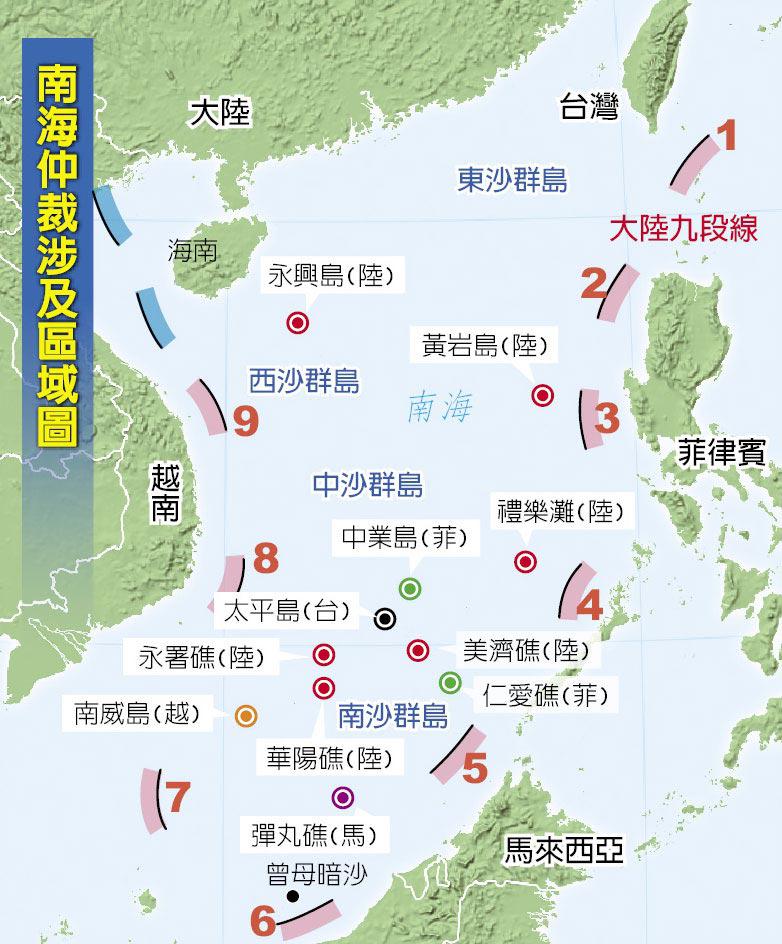 南海仲裁涉及區域圖
大陸
台灣
1
東沙群島
大陸九段線
海南
永興島(陸)
2
黃岩島(陸)
西沙群島
南海
3
9
菲律賓
越南
中沙群島
禮樂灘(陸)
中業島(菲)
8
4
太平島(台)
永署礁(陸)
美濟礁(陸)
仁愛礁(菲)
南威島(越)
南沙群島
華陽礁(陸)
5
7
彈丸礁(馬)
馬來西亞
曾母暗沙
6